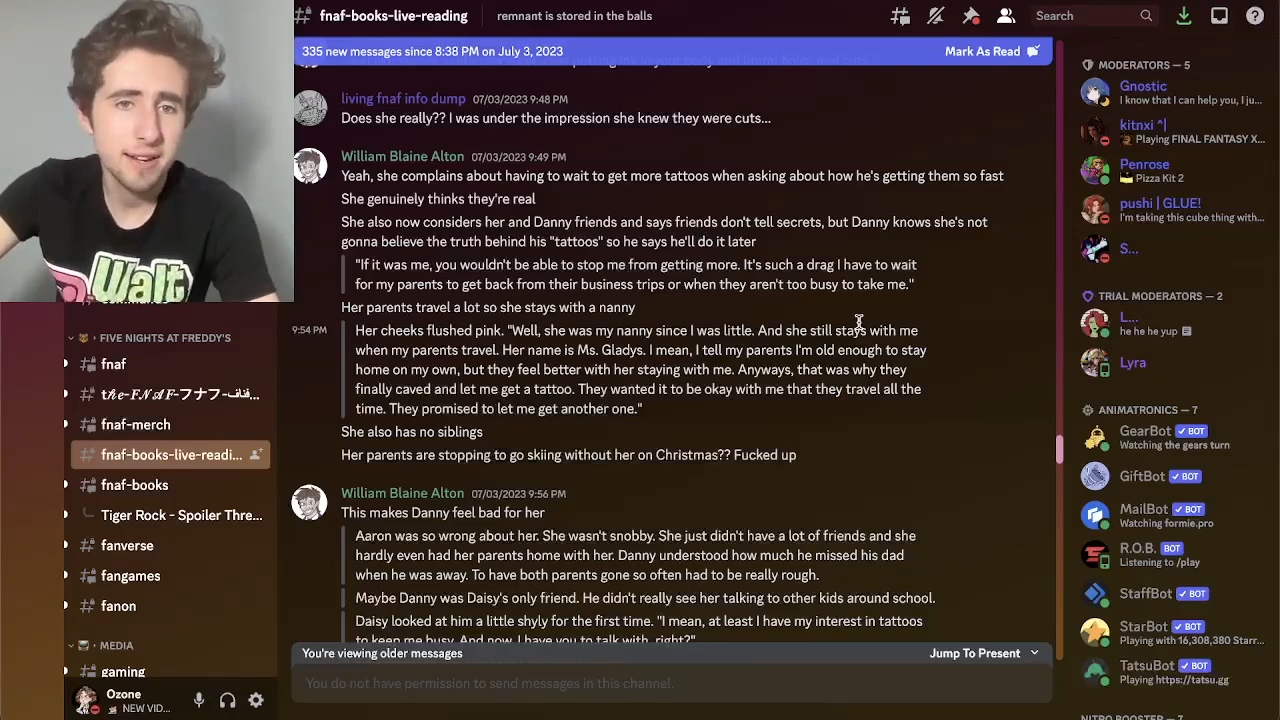 fnaf-books-live-reading
remnant is stored in the balls
Search
335 new messages since 8:38 PM on July 3, 2023
Mark As Read
living fnaf info dump 07/03/2023 9:48 PM
Does she really?? I was under the impression she knew they were cuts...
William Blaine Alton 07/03/2023 9:49 PM
Yeah, she complains about having to wait to get more tattoos when asking about how he's getting them so fast
She genuinely thinks they're real
She also now considers her and Danny friends and says friends don't tell secrets, but Danny knows she's not
gonna believe the truth behind his "tattoos" so he says he'll do it later
"If it was me, you wouldn't be able to stop me from getting more. It's such a drag I have to wait
for my parents to get back from their business trips or when they aren't too busy to take me."
Her parents travel a lot so she stays with a nanny
9:54 PM
Her cheeks flushed pink. "Well, she was my nanny since I was little. And she still stays with me
when my parents travel. Her name is Ms. Gladys. I mean, I tell my parents I'm old enough to stay
home on my own, but they feel better with her staying with me. Anyways, that was why they
finally caved and let me get a tattoo. They wanted it to be okay with me that they travel all the
time. They promised to let me get another one."
She also has no siblings
Her parents are stopping to go skiing without her on Christmas?? Fucked up
William Blaine Alton 07/03/2023 9:56 PM
This makes Danny feel bad for her
Aaron was so wrong about her. She wasn't snobby. She just didn't have a lot of friends and she
hardly even had her parents home with her. Danny understood how much he missed his dad
when he was away. To have both parents gone so often had to be really rough.
Maybe Danny was Daisy's only friend. He didn't really see her talking to other kids around school.
Daisy looked at him a little shyly for the first time. "I mean, at least I have my interest in tattoos
to keep me busy. And now, I have you to talk with, right?"
You're viewing older messages
Jump To Present
You do not have permission to send messages in this channel.
Walt
FIVE NIGHTS AT FREDDY'S
fnaf
fnaf-merch
fnaf-books-live-readi...
fnaf-books
Tiger Rock - Spoiler Thre...
fanverse
fangames
fanon
MEDIA
gaming
Ozone
NEW VID...
MODERATORS — 5
Gnostic
I know that I can help you, I ju...
kitnxi ^|
Playing FINAL FANTASY X...
Penrose
Pizza Kit 2
pushi | GLUE!
I'm taking this cube thing with...
S...
TRIAL MODERATORS — 2
L...
he he he yup
Lyra
ANIMATRONICS — 7
GearBot BOT
Watching the gears turn
GiftBot BOT
MailBot BOT
Watching formie.pro
R.O.B. BOT
Listening to /play
StaffBot BOT
StarBot BOT
Playing with 16,308,380 Starr...
TatsuBot BOT
Playing https://tatsu.gg
NITRO BOOSTER — 7